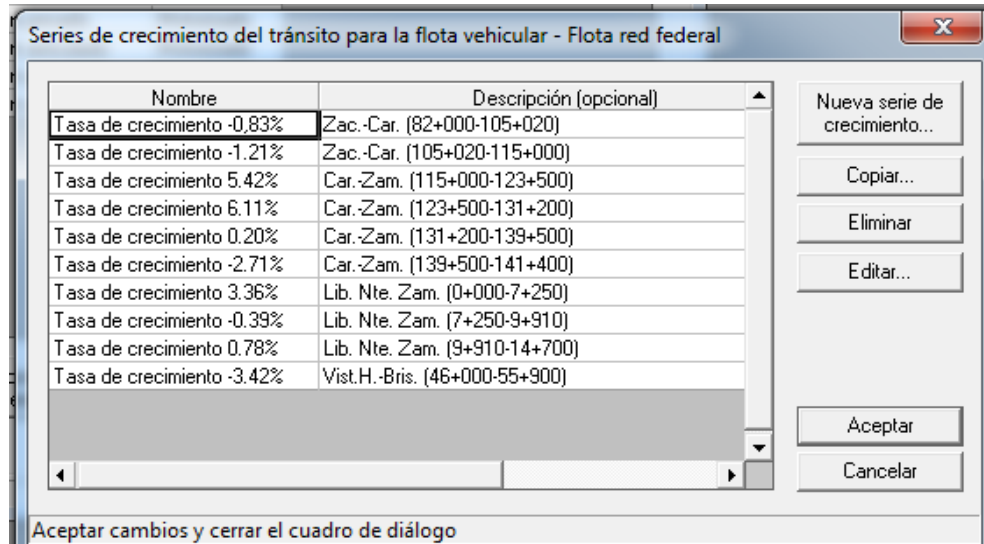 Series de crecimiento del tránsito para la flota vehicular - Flota red federal
Nombre Descripción (opcional)
Tasa de crecimiento -0,83% Zac.-Car. (82+000-105+020)
Tasa de crecimiento -1.21% Zac.-Car. (105+020-115+000)
Tasa de crecimiento 5.42% Car.-Zam. (115+000-123+500)
Tasa de crecimiento 6.11% Car.-Zam. (123+500-131+200)
Tasa de crecimiento 0.20% Car.-Zam. (131+200-139+500)
Tasa de crecimiento -2.71% Car.-Zam. (139+500-141+400)
Tasa de crecimiento 3.36% Lib. Nte. Zam. (0+000-7+250)
Tasa de crecimiento -0.39% Lib. Nte. Zam. (7+250-9+910)
Tasa de crecimiento 0.78% Lib. Nte. Zam. (9+910-14+700)
Tasa de crecimiento -3.42% Vist.H.-Bris. (46+000-55+900)
Nueva serie de
crecimiento...
Copiar...
Eliminar
Editar...
Aceptar
Cancelar
Aceptar cambios y cerrar el cuadro de diálogo